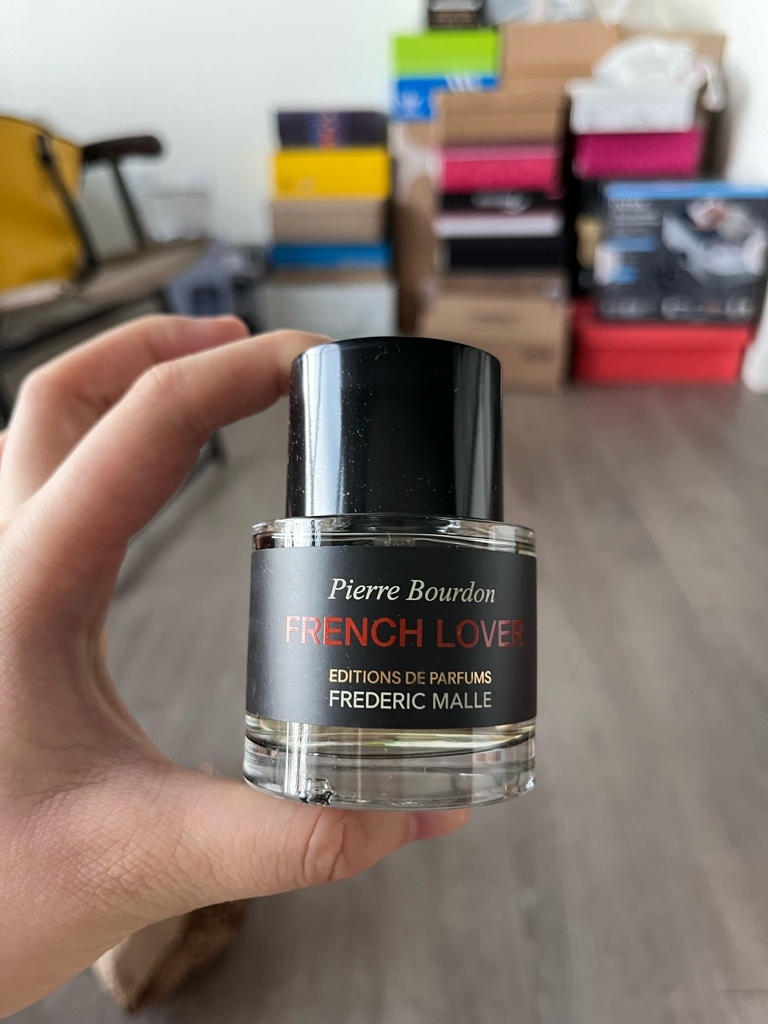 Pierre Bourdon
FRENCH LOVER
EDITIONS DE PARFUMS
FREDERIC MALLE